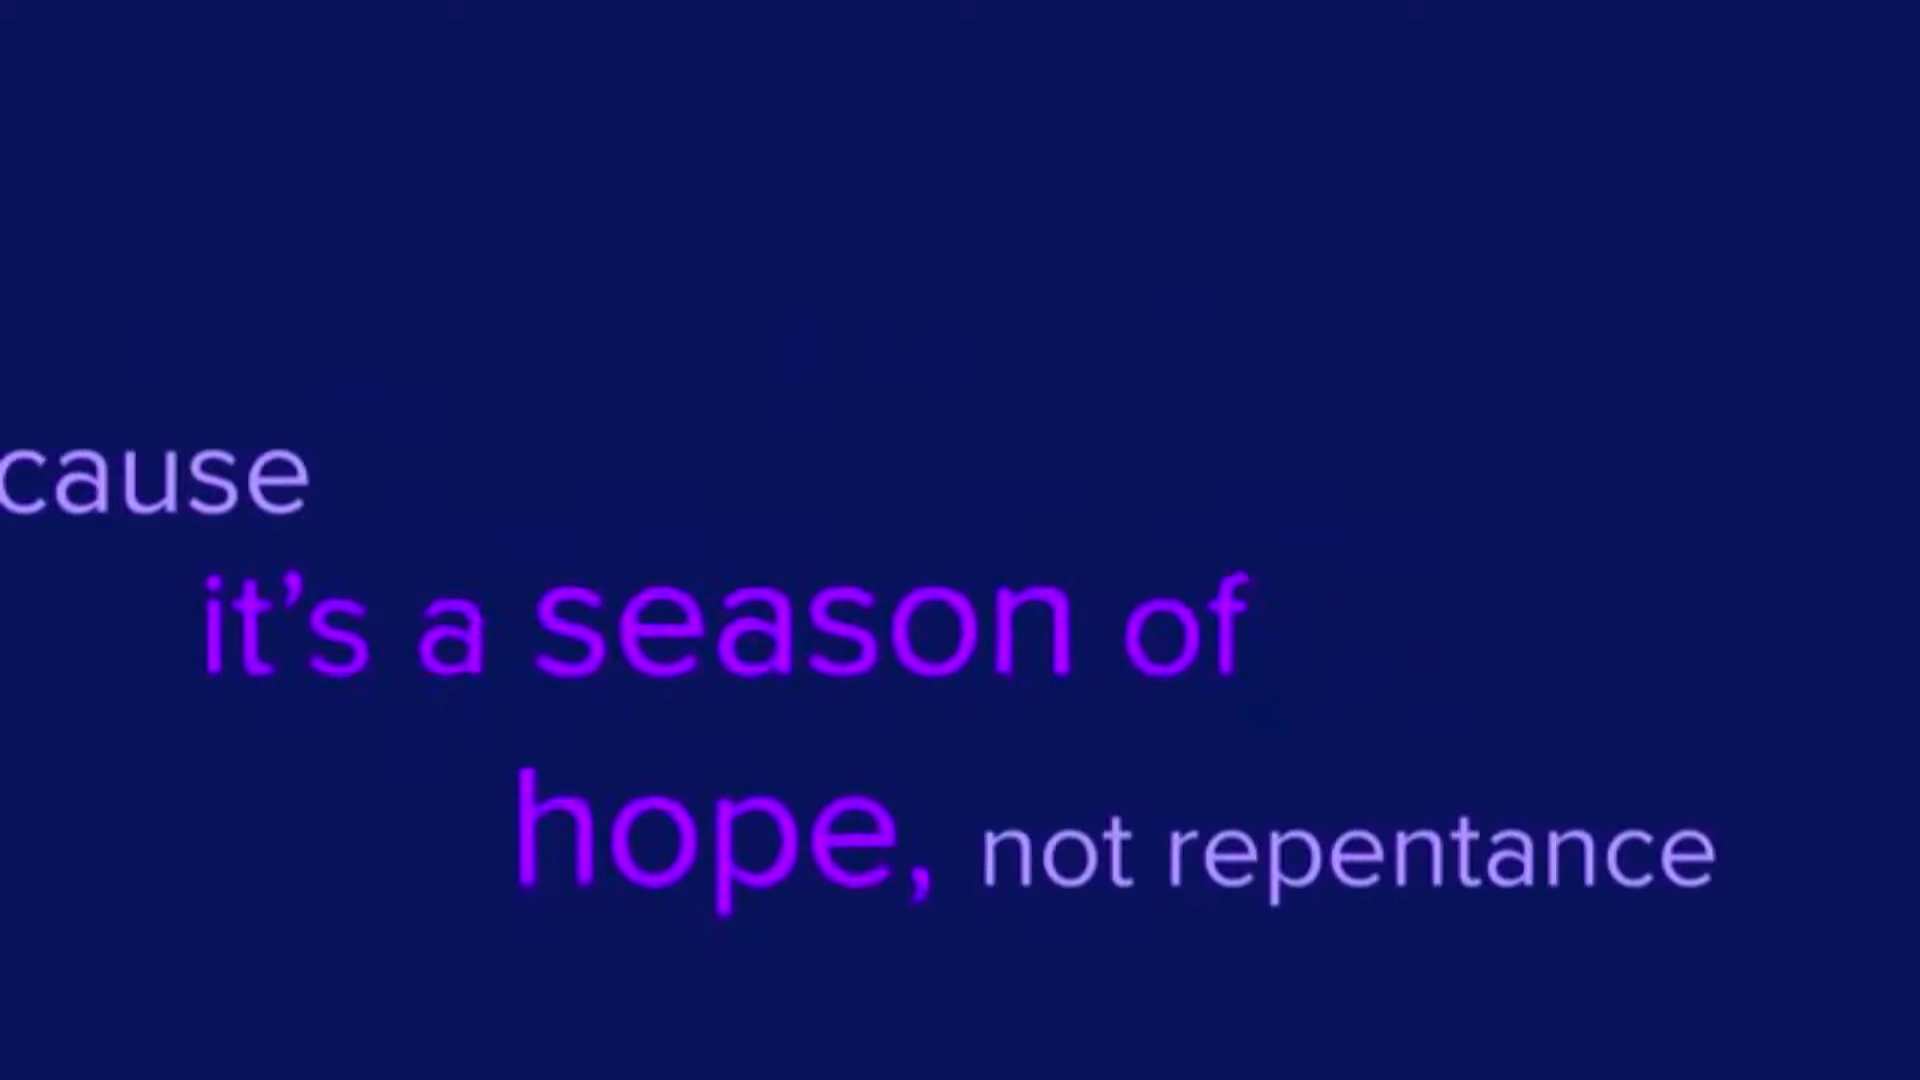 cause
it’s a season of
hope, not repentance